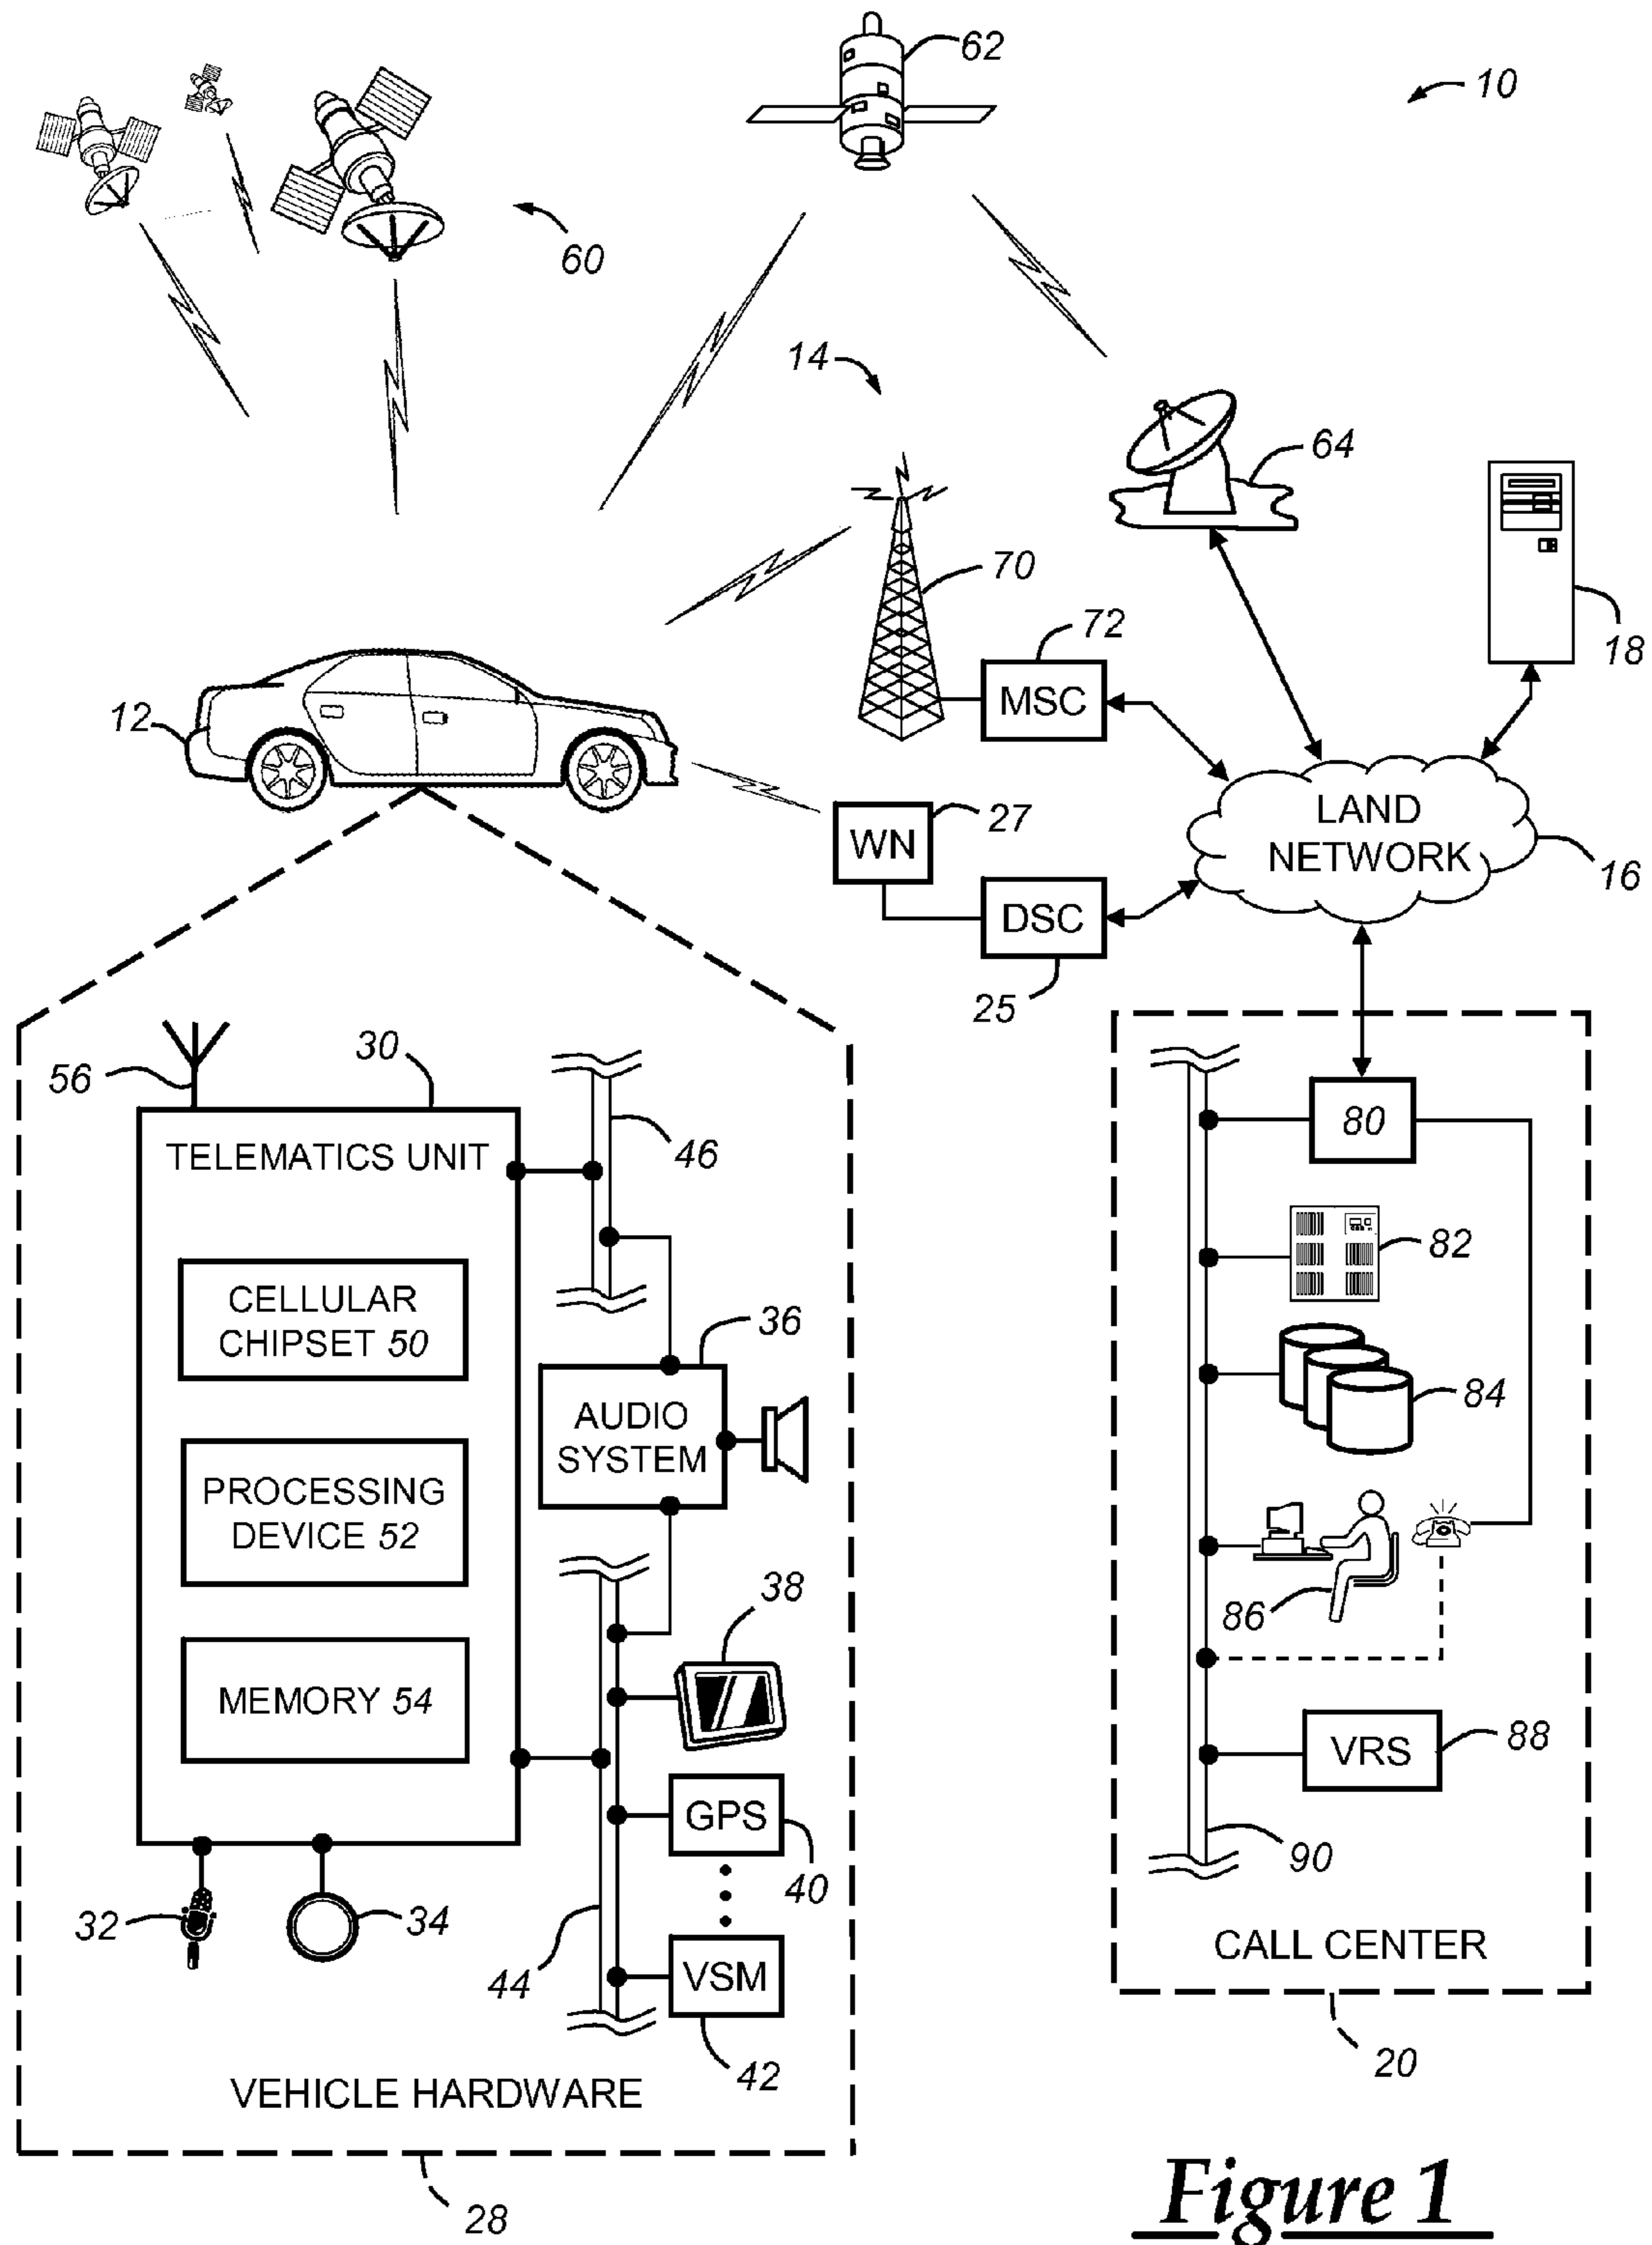 62
10
60
14
64
70
18
72
MSC
12
LAND
NETWORK
27
WN
16
DSC
25
30
56
TELEMATICS UNIT
46
80
CELLULAR
CHIPSET 50
82
36
AUDIO
SYSTEM
84
PROCESSING
DEVICE 52
38
86
MEMORY 54
VRS
88
GPS
40
90
32
34
44
VSM
42
CALL CENTER
20
VEHICLE HARDWARE
28
Figure 1